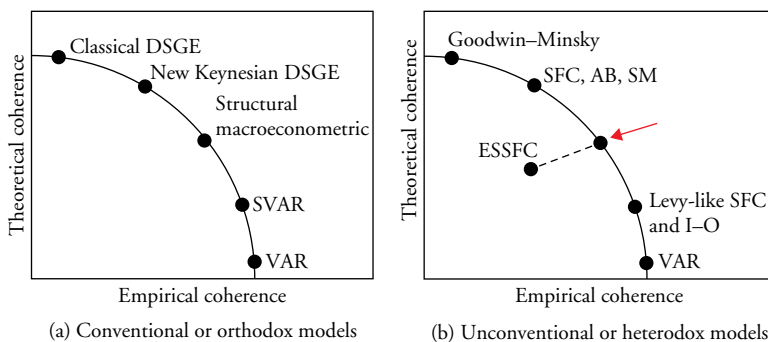 Theoretical coherence
Classical DSGE
New Keynesian DSGE
Structural
macroeconometric
SVAR
VAR
Empirical coherence
(a) Conventional or orthodox models
Theoretical coherence
Goodwin–Minsky
SFC, AB, SM
ESSFC
Levy-like SFC
and I–O
VAR
Empirical coherence
(b) Unconventional or heterodox models